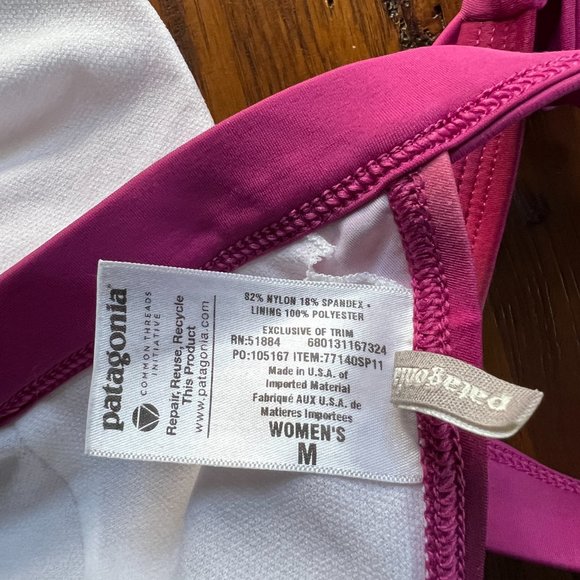 patagonia®
COMMON THREADS
INITIATIVE
Repair, Reuse, Recycle
This Product
www.patagonia.com
82% NYLON 18% SPANDEX •
LINING 100% POLYESTER
EXCLUSIVE OF TRIM
RN:51884 680131167324
PO:105167 ITEM:77140SP11
Made in U.S.A. of
Imported Material
Fabriqué AUX U.S.A. de
Matieres Importees
WOMEN'S
M
patagonia